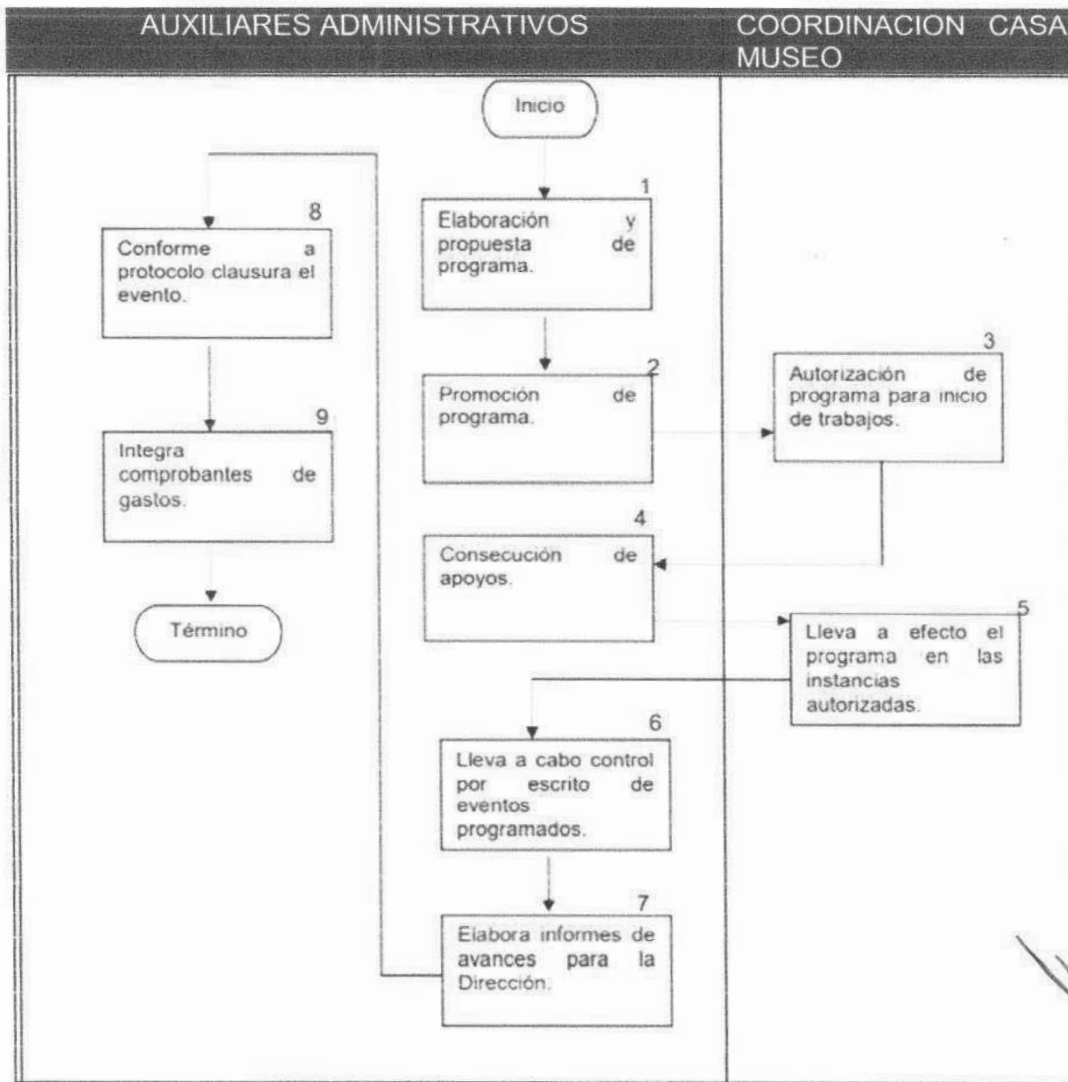 AUXILIARES ADMINISTRATIVOS
COORDINACION CASA
MUSEO
Inicio
1
Elaboración y
propuesta de
programa.
2
Promoción de
programa.
3
Autorización de
programa para inicio
de trabajos.
4
Consecución de
apoyos.
5
Lleva a efecto el
programa en las
instancias
autorizadas.
6
Lleva a cabo control
por escrito de
eventos
programados.
7
Elabora informes de
avances para la
Dirección.
8
Conforme a
protocolo clausura el
evento.
9
Integra
comprobantes de
gastos.
Término